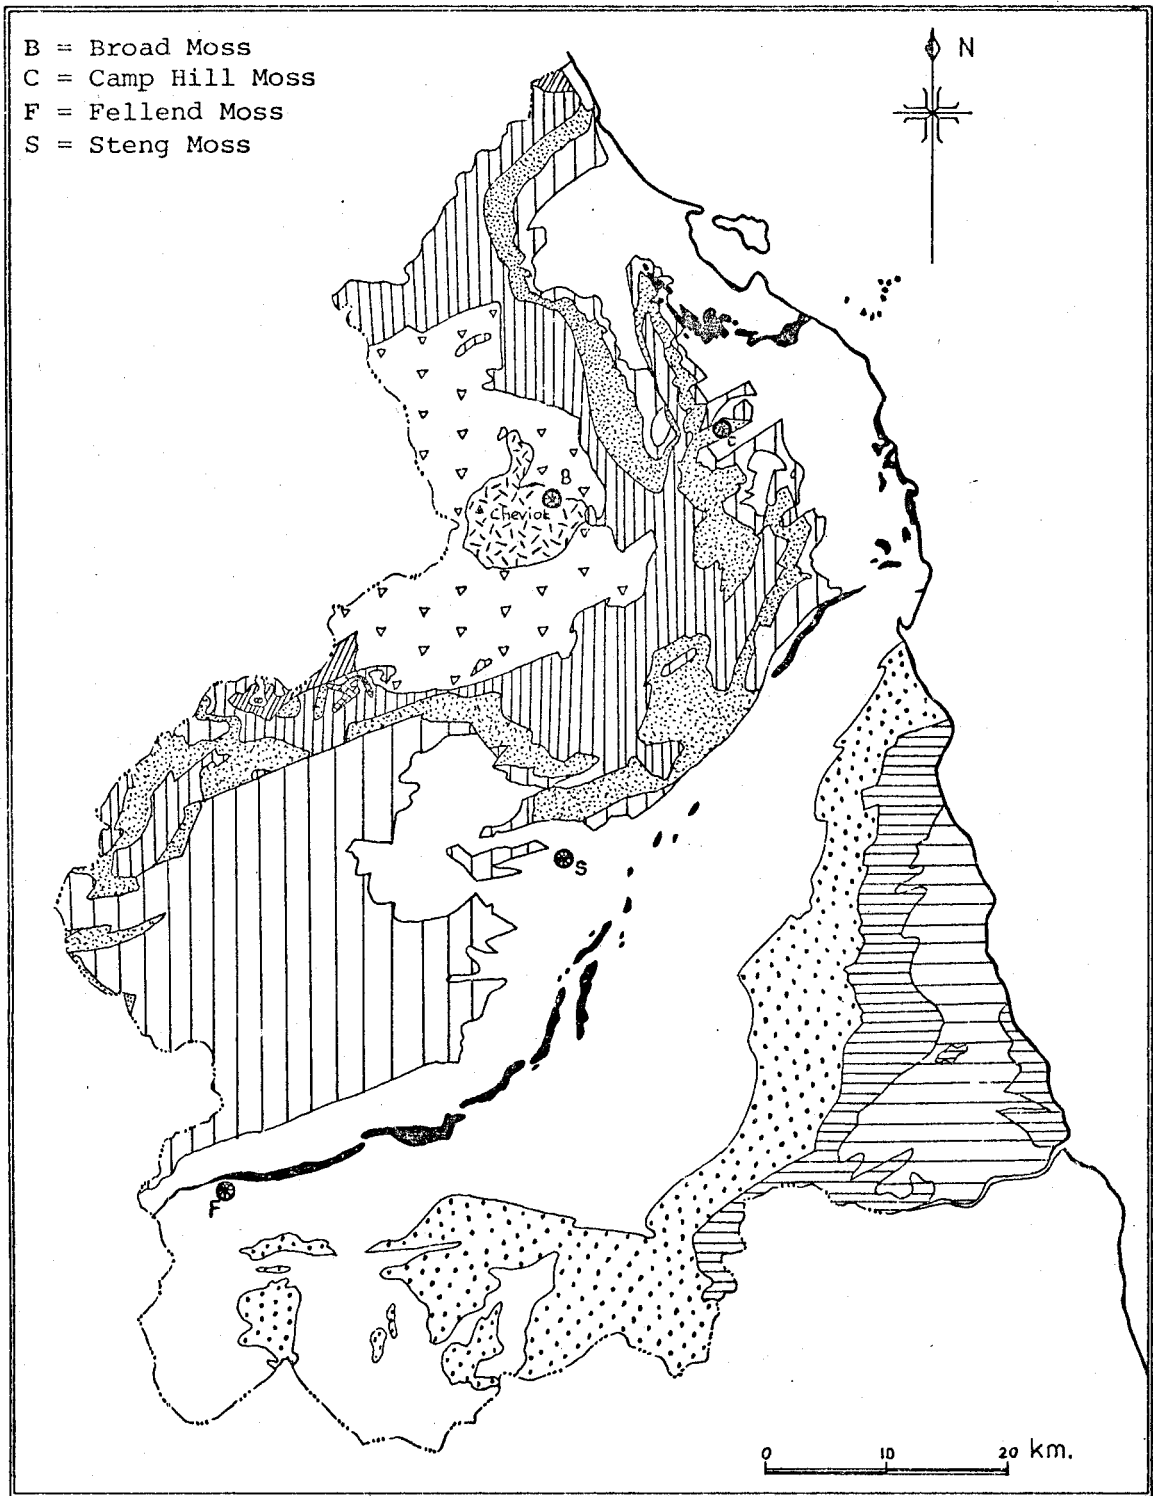 B = Broad Moss
C = Camp Hill Moss
F = Fellend Moss
S = Steng Moss
N
C
B
Cheviot
S
F
0 10 20 km.